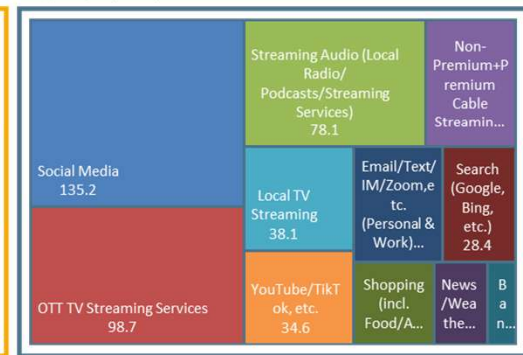 Social Media
135.2
OTT TV Streaming Services
98.7
Streaming Audio (Local
Radio/
Podcasts/Streaming
Services)
78.1
Non-
Premium+P
remium
Cable
Streamin...
Local TV
Streaming
38.1
YouTube/TikT
ok, etc.
34.6
Email/Text/
IM/Zoom,e
tc.
(Personal &
Work)...
Search
(Google,
Bing,
etc.)
28.4
Shopping
(incl.
Food/A...
News
/Wea
the...
B
a
n...